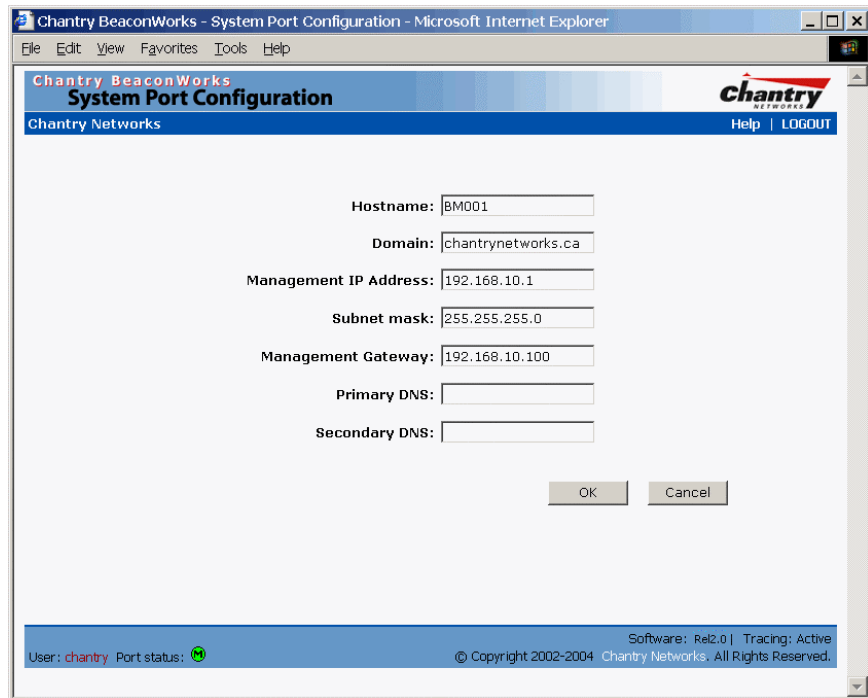 Chantry BeaconWorks - System Port Configuration - Microsoft Internet Explorer
File Edit View Favorites Tools Help
Chantry BeaconWorks
System Port Configuration
Chantry
NETWORKS
Chantry Networks
Help | LOGOUT
Hostname: BM001
Domain: chantrynetworks.ca
Management IP Address: 192.168.10.1
Subnet mask: 255.255.255.0
Management Gateway: 192.168.10.100
Primary DNS:
Secondary DNS:
OK Cancel
Software: Rel2.0 | Tracing: Active
User: chantry Port status: M
© Copyright 2002-2004 Chantry Networks. All Rights Reserved.